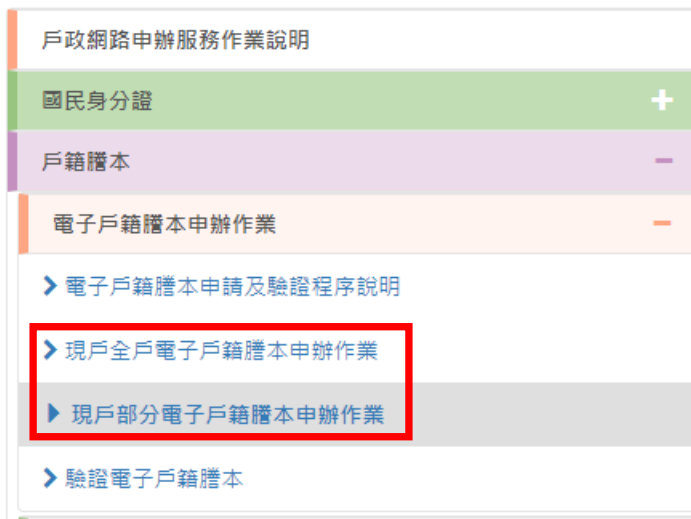 戶政網路申辦服務作業說明
國民身分證
戶籍謄本
電子戶籍謄本申辦作業
電子戶籍謄本申請及驗證程序說明
現戶全戶電子戶籍謄本申辦作業
現戶部分電子戶籍謄本申辦作業
驗證電子戶籍謄本